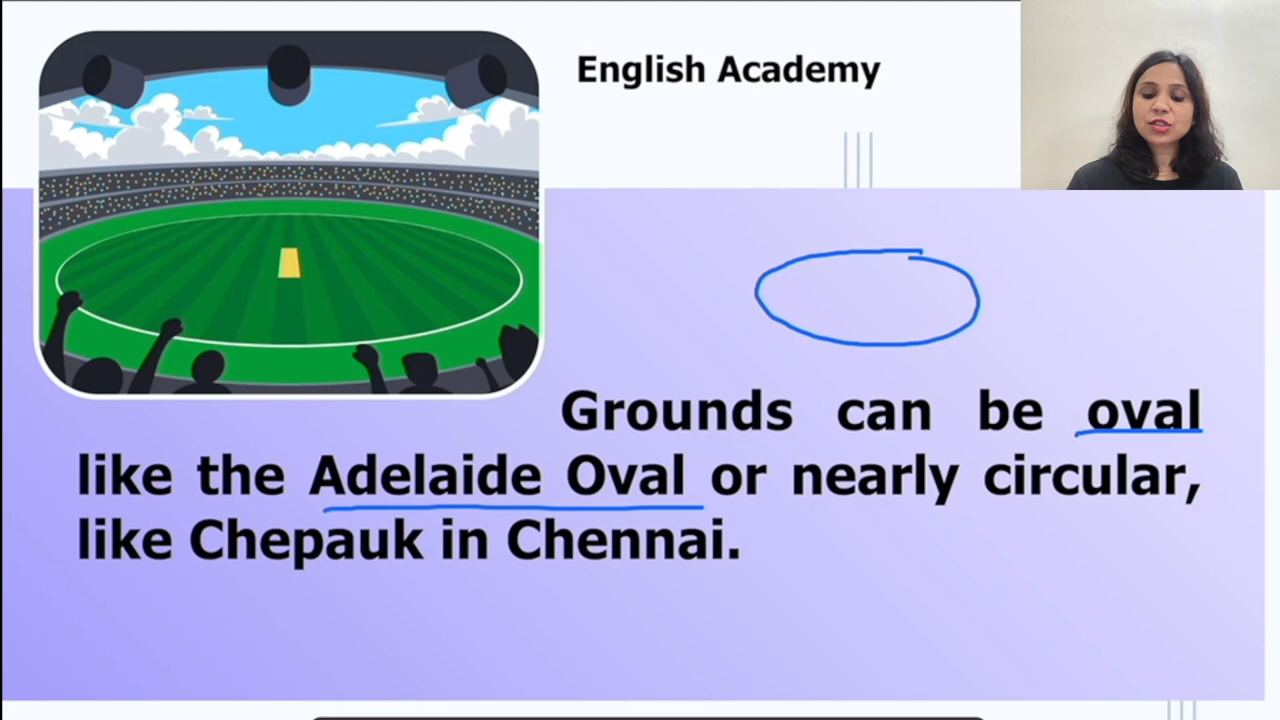 English Academy
Grounds can be oval
like the Adelaide Oval or nearly circular,
like Chepauk in Chennai.